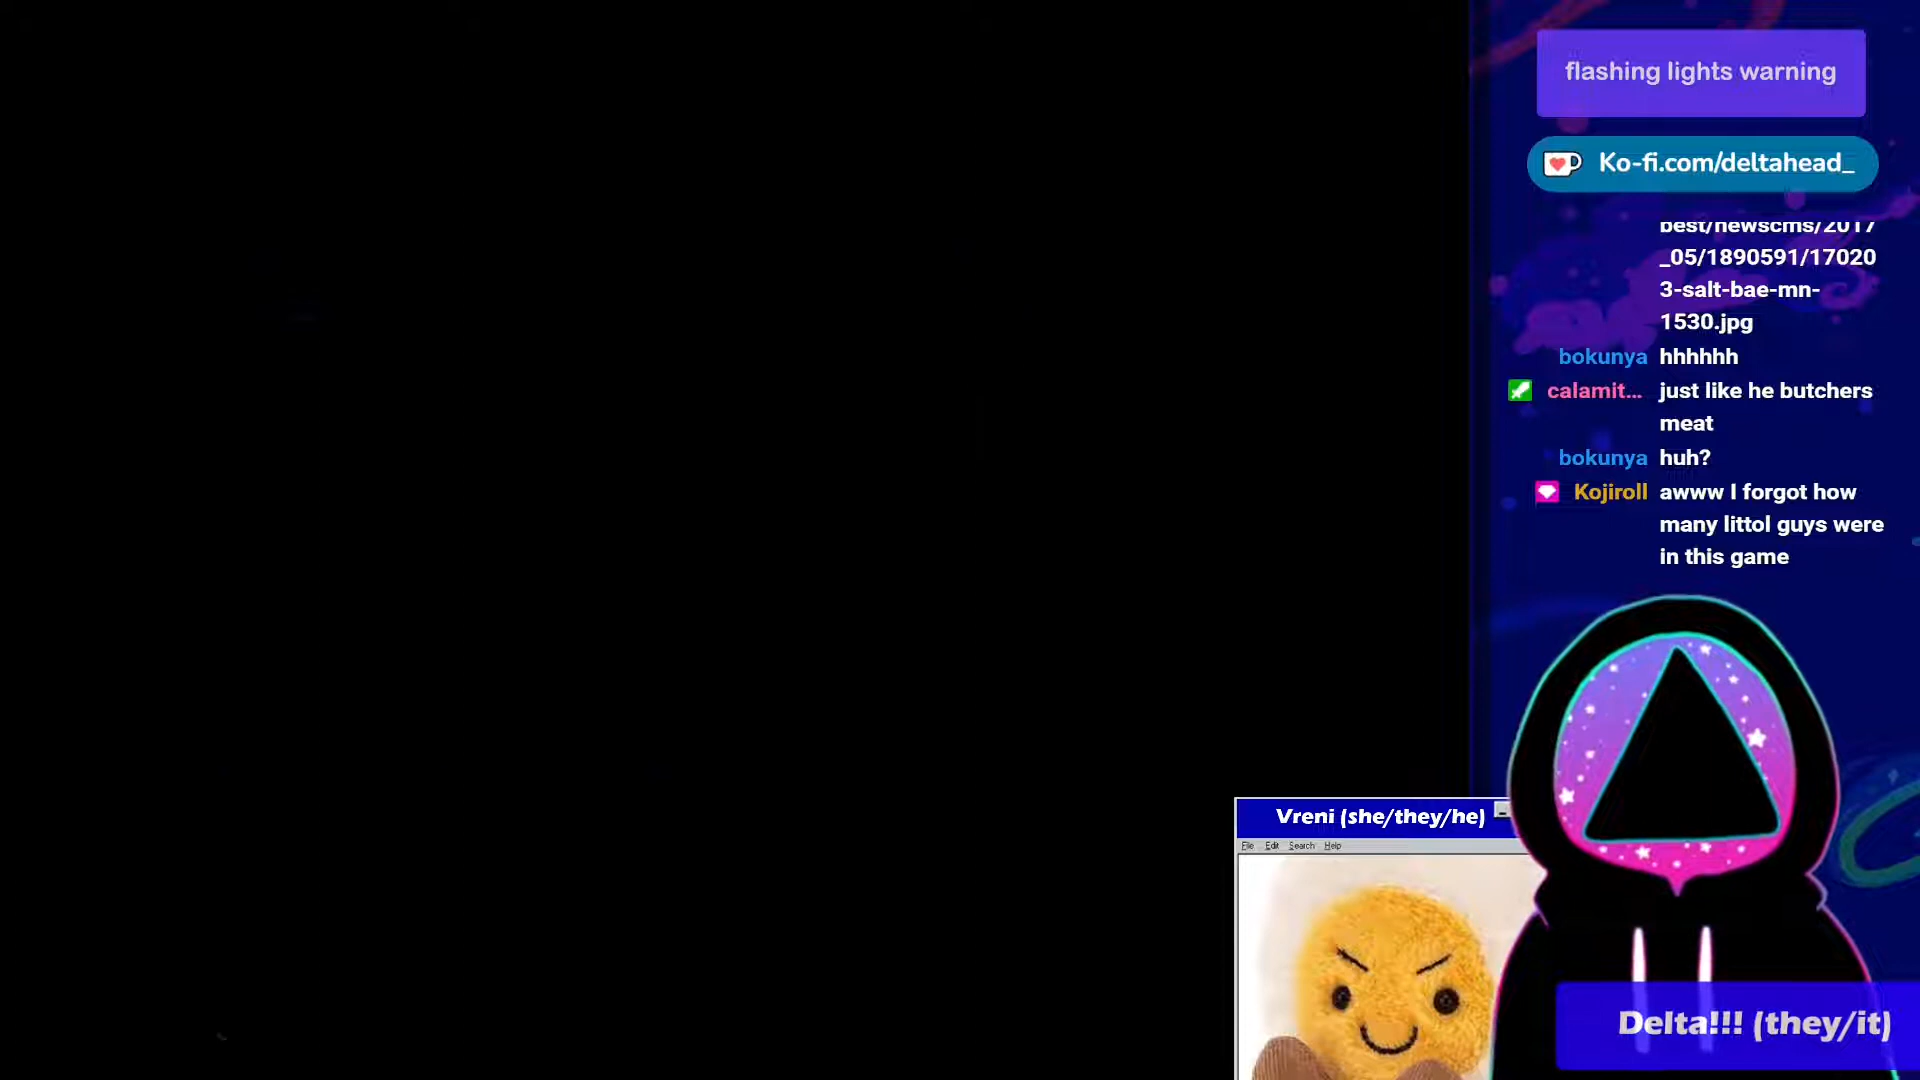 flashing lights warning
Ko-fi.com/deltahead_
best/newscms/2017
_05/1890591/17020
3-salt-bae-mn-
1530.jpg
bokunya hhhhhh
calamit... just like he butchers
meat
bokunya huh?
Kojiroll awww I forgot how
many littol guys were
in this game
Vreni (she/they/he)
File Edit Search Help
Delta!!! (they/it)